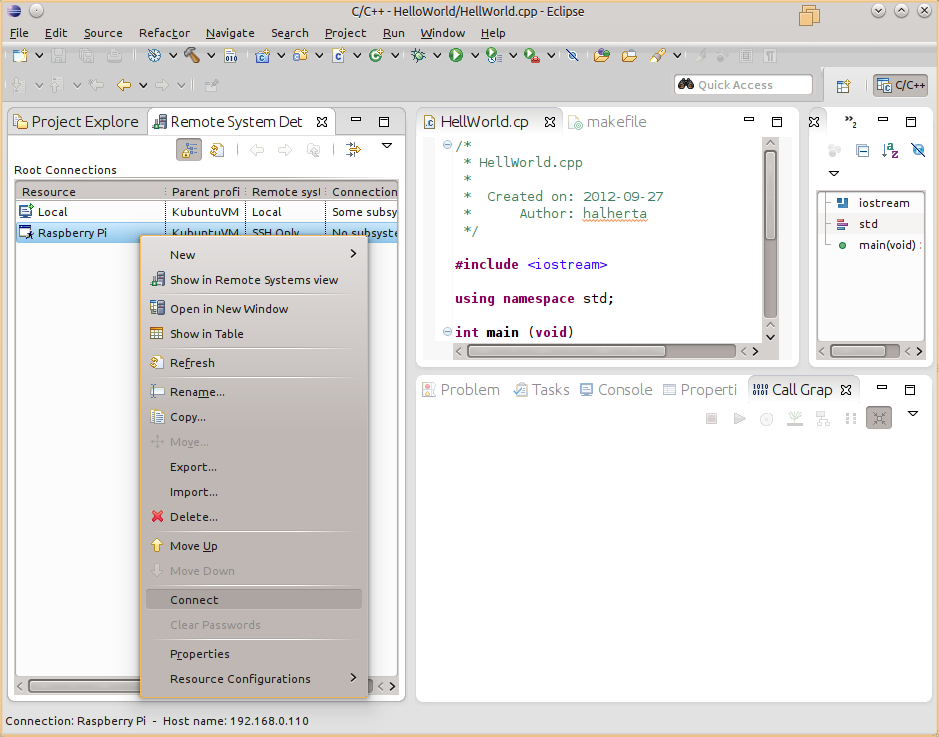 C/C++ - HelloWorld/HellWorld.cpp - Eclipse
File Edit Source Refactor Navigate Search Project Run Window Help
010
Quick Access
C/C++
Project Explore
Remote System Det
Root Connections
Resource Parent profi Remote sys Connection
Local KubuntuVM Local Some subsy
Raspberry Pi KubuntuVM SSH Only No subsyste
New
Show in Remote Systems view
Open in New Window
Show in Table
Refresh
Rename...
Copy...
Move...
Export...
Import...
Delete...
Move Up
Move Down
Connect
Clear Passwords
Properties
Resource Configurations
HellWorld.cp
makefile
/*
* HellWorld.cpp
*
* Created on: 2012-09-27
* Author: halherta
*/
#include <iostream>
using namespace std;
int main (void)
»2
iostream
std
main(void) :
Problem Tasks Console Properti Call Grap
Connection: Raspberry Pi - Host name: 192.168.0.110